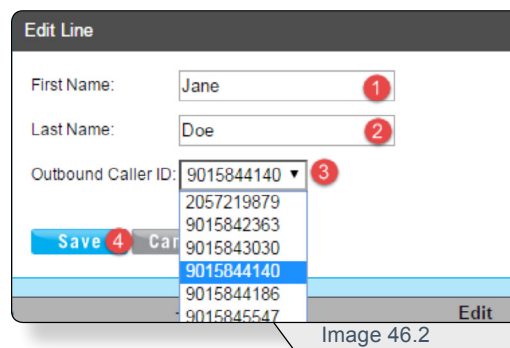 Edit Line
First Name: Jane 1
Last Name: Doe 2
Outbound Caller ID: 9015844140 3
2057219879
9015842363
9015843030
Save 4
9015844140
9015844186
9015845547
Edit
Image 46.2